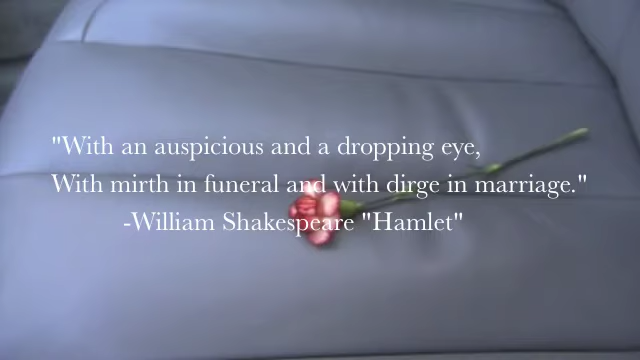 "With an auspicious and a dropping eye,
With mirth in funeral and with dirge in marriage."
-William Shakespeare "Hamlet"